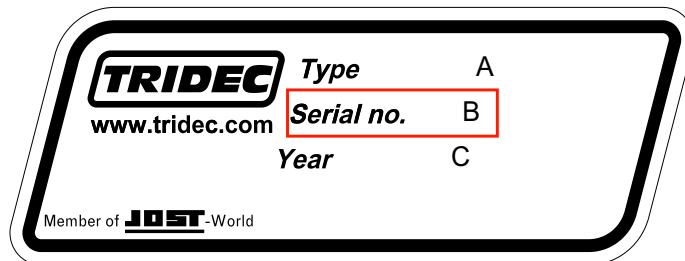 TRIDEC
Type A
www.tridec.com
Serial no. B
Year C
Member of JOST-World